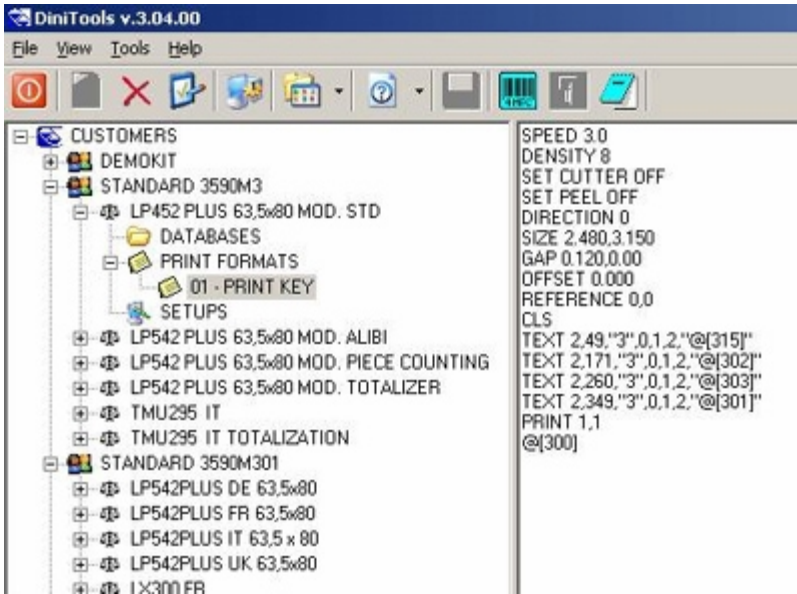 DiniTools v.3.04.00
File View Tools Help
CUSTOMERS
DEMOKIT
STANDARD 3590M3
LP452 PLUS 63,5x80 MOD. STD
DATABASES
PRINT FORMATS
01 - PRINT KEY
SETUPS
LP542 PLUS 63,5x80 MOD. ALIBI
LP542 PLUS 63,5x80 MOD. PIECE COUNTING
LP542 PLUS 63,5x80 MOD. TOTALIZER
TMU295 IT
TMU295 IT TOTALIZATION
STANDARD 3590M301
LP542PLUS DE 63,5x80
LP542PLUS FR 63,5x80
LP542PLUS IT 63,5 x 80
LP542PLUS UK 63,5x80
LX300 FR
SPEED 3.0
DENSITY 8
SET CUTTER OFF
SET PEEL OFF
DIRECTION 0
SIZE 2.480,3.150
GAP 0.120,0.00
OFFSET 0.000
REFERENCE 0,0
CLS
TEXT 2,49,"3",0,1,2,"@[315]"
TEXT 2,171,"3",0,1,2,"@[302]"
TEXT 2,260,"3",0,1,2,"@[303]"
TEXT 2,349,"3",0,1,2,"@[301]"
PRINT 1,1
@[300]